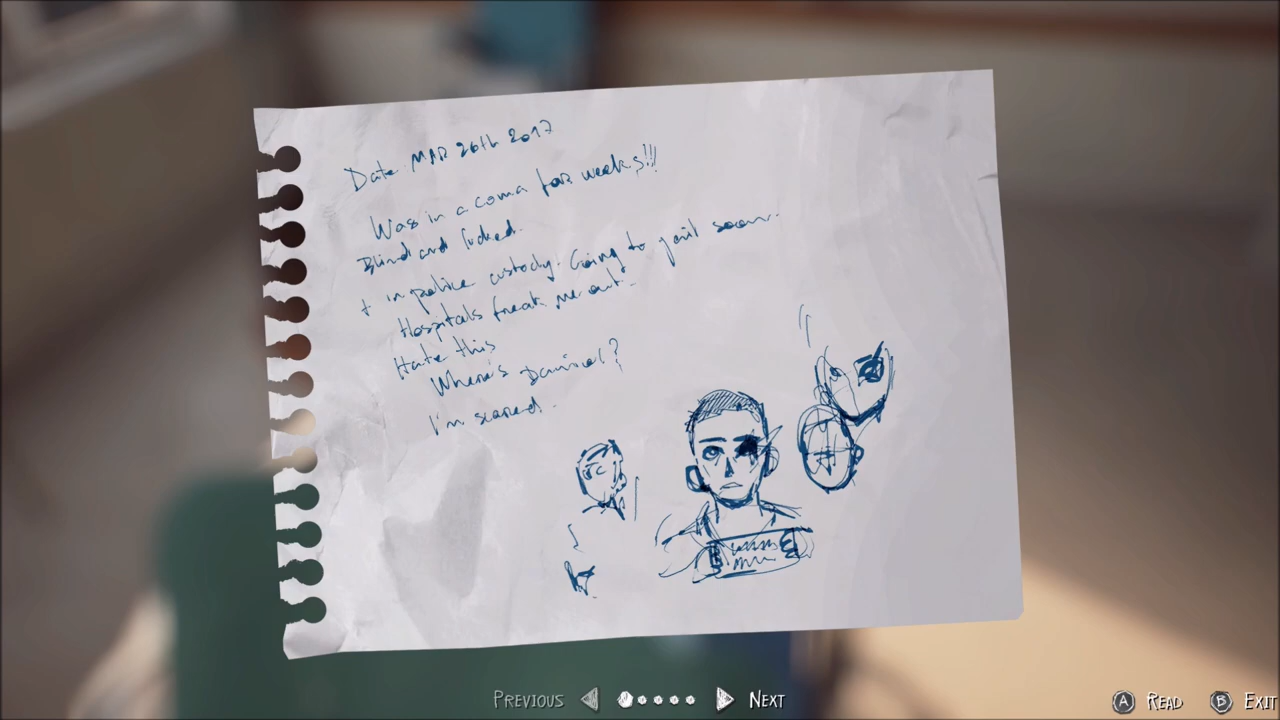 Date MAR 26th 2017
Was in a coma for weeks!!!
Blind and fucked.
+ in police custody. Going to jail soon.
Hospitals freak me out.
Hate this
Where's Daniel?
I'm scared.
PREVIOUS NEXT
A READ B EXIT